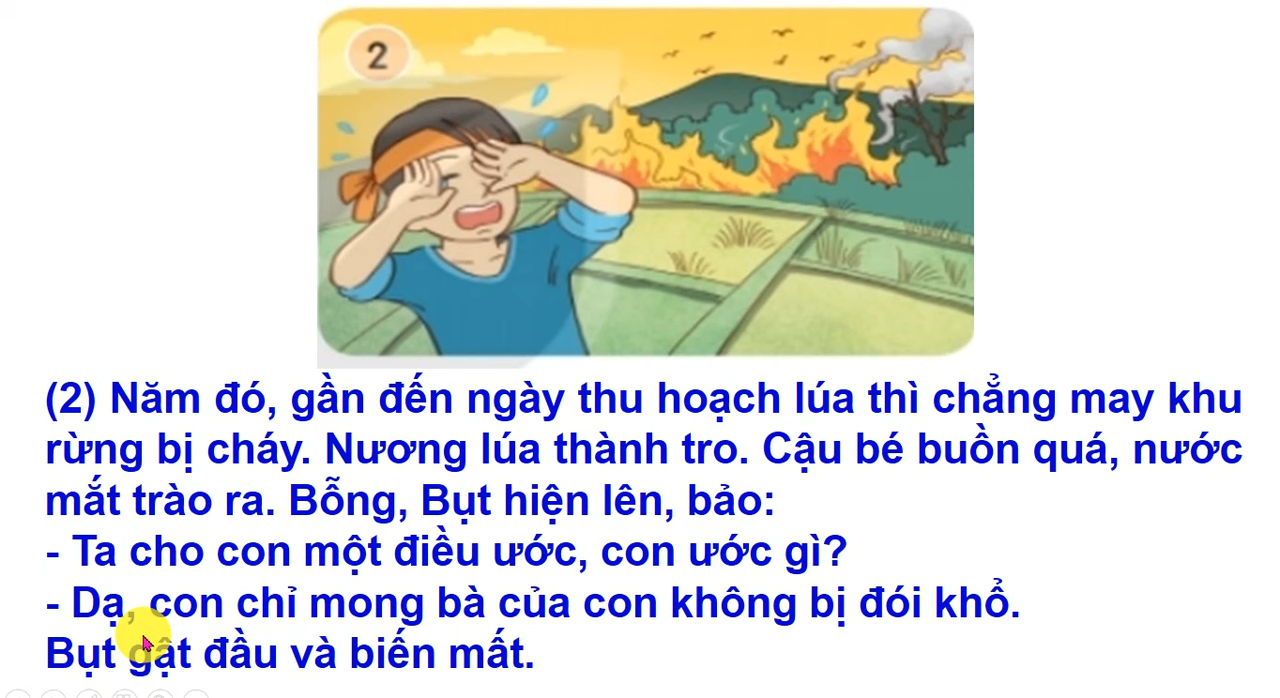 2
(2) Năm đó, gần đến ngày thu hoạch lúa thì chẳng may khu
rừng bị cháy. Nương lúa thành tro. Cậu bé buồn quá, nước
mắt trào ra. Bỗng, Bụt hiện lên, bảo:
- Ta cho con một điều ước, con ước gì?
- Dạ, con chỉ mong bà của con không bị đói khổ.
Bụt gật đầu và biến mất.